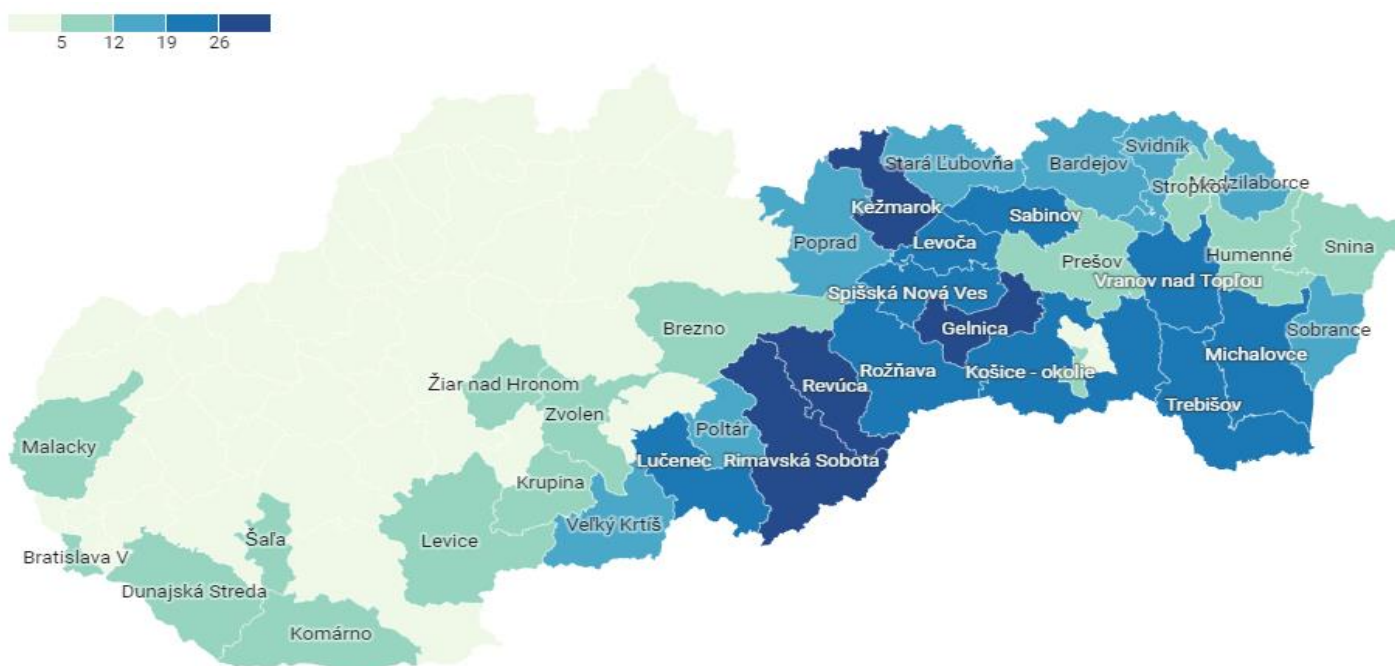 5 12 19 26
Svidník
Stará Ľubovňa
Bardejov
Stropkov
Medzilaborce
Kežmarok
Sabinov
Poprad
Levoča
Prešov
Humenné
Snina
Vranov nad Topľou
Spišská Nová Ves
Brezno
Gelnica
Sobrance
Michalovce
Žiar nad Hronom
Revúca
Rožňava
Košice - okolie
Zvolen
Trebišov
Malacky
Poltár
Lučenec
Rimavská Sobota
Krupina
Veľký Krtíš
Šaľa
Levice
Bratislava V
Dunajská Streda
Komárno